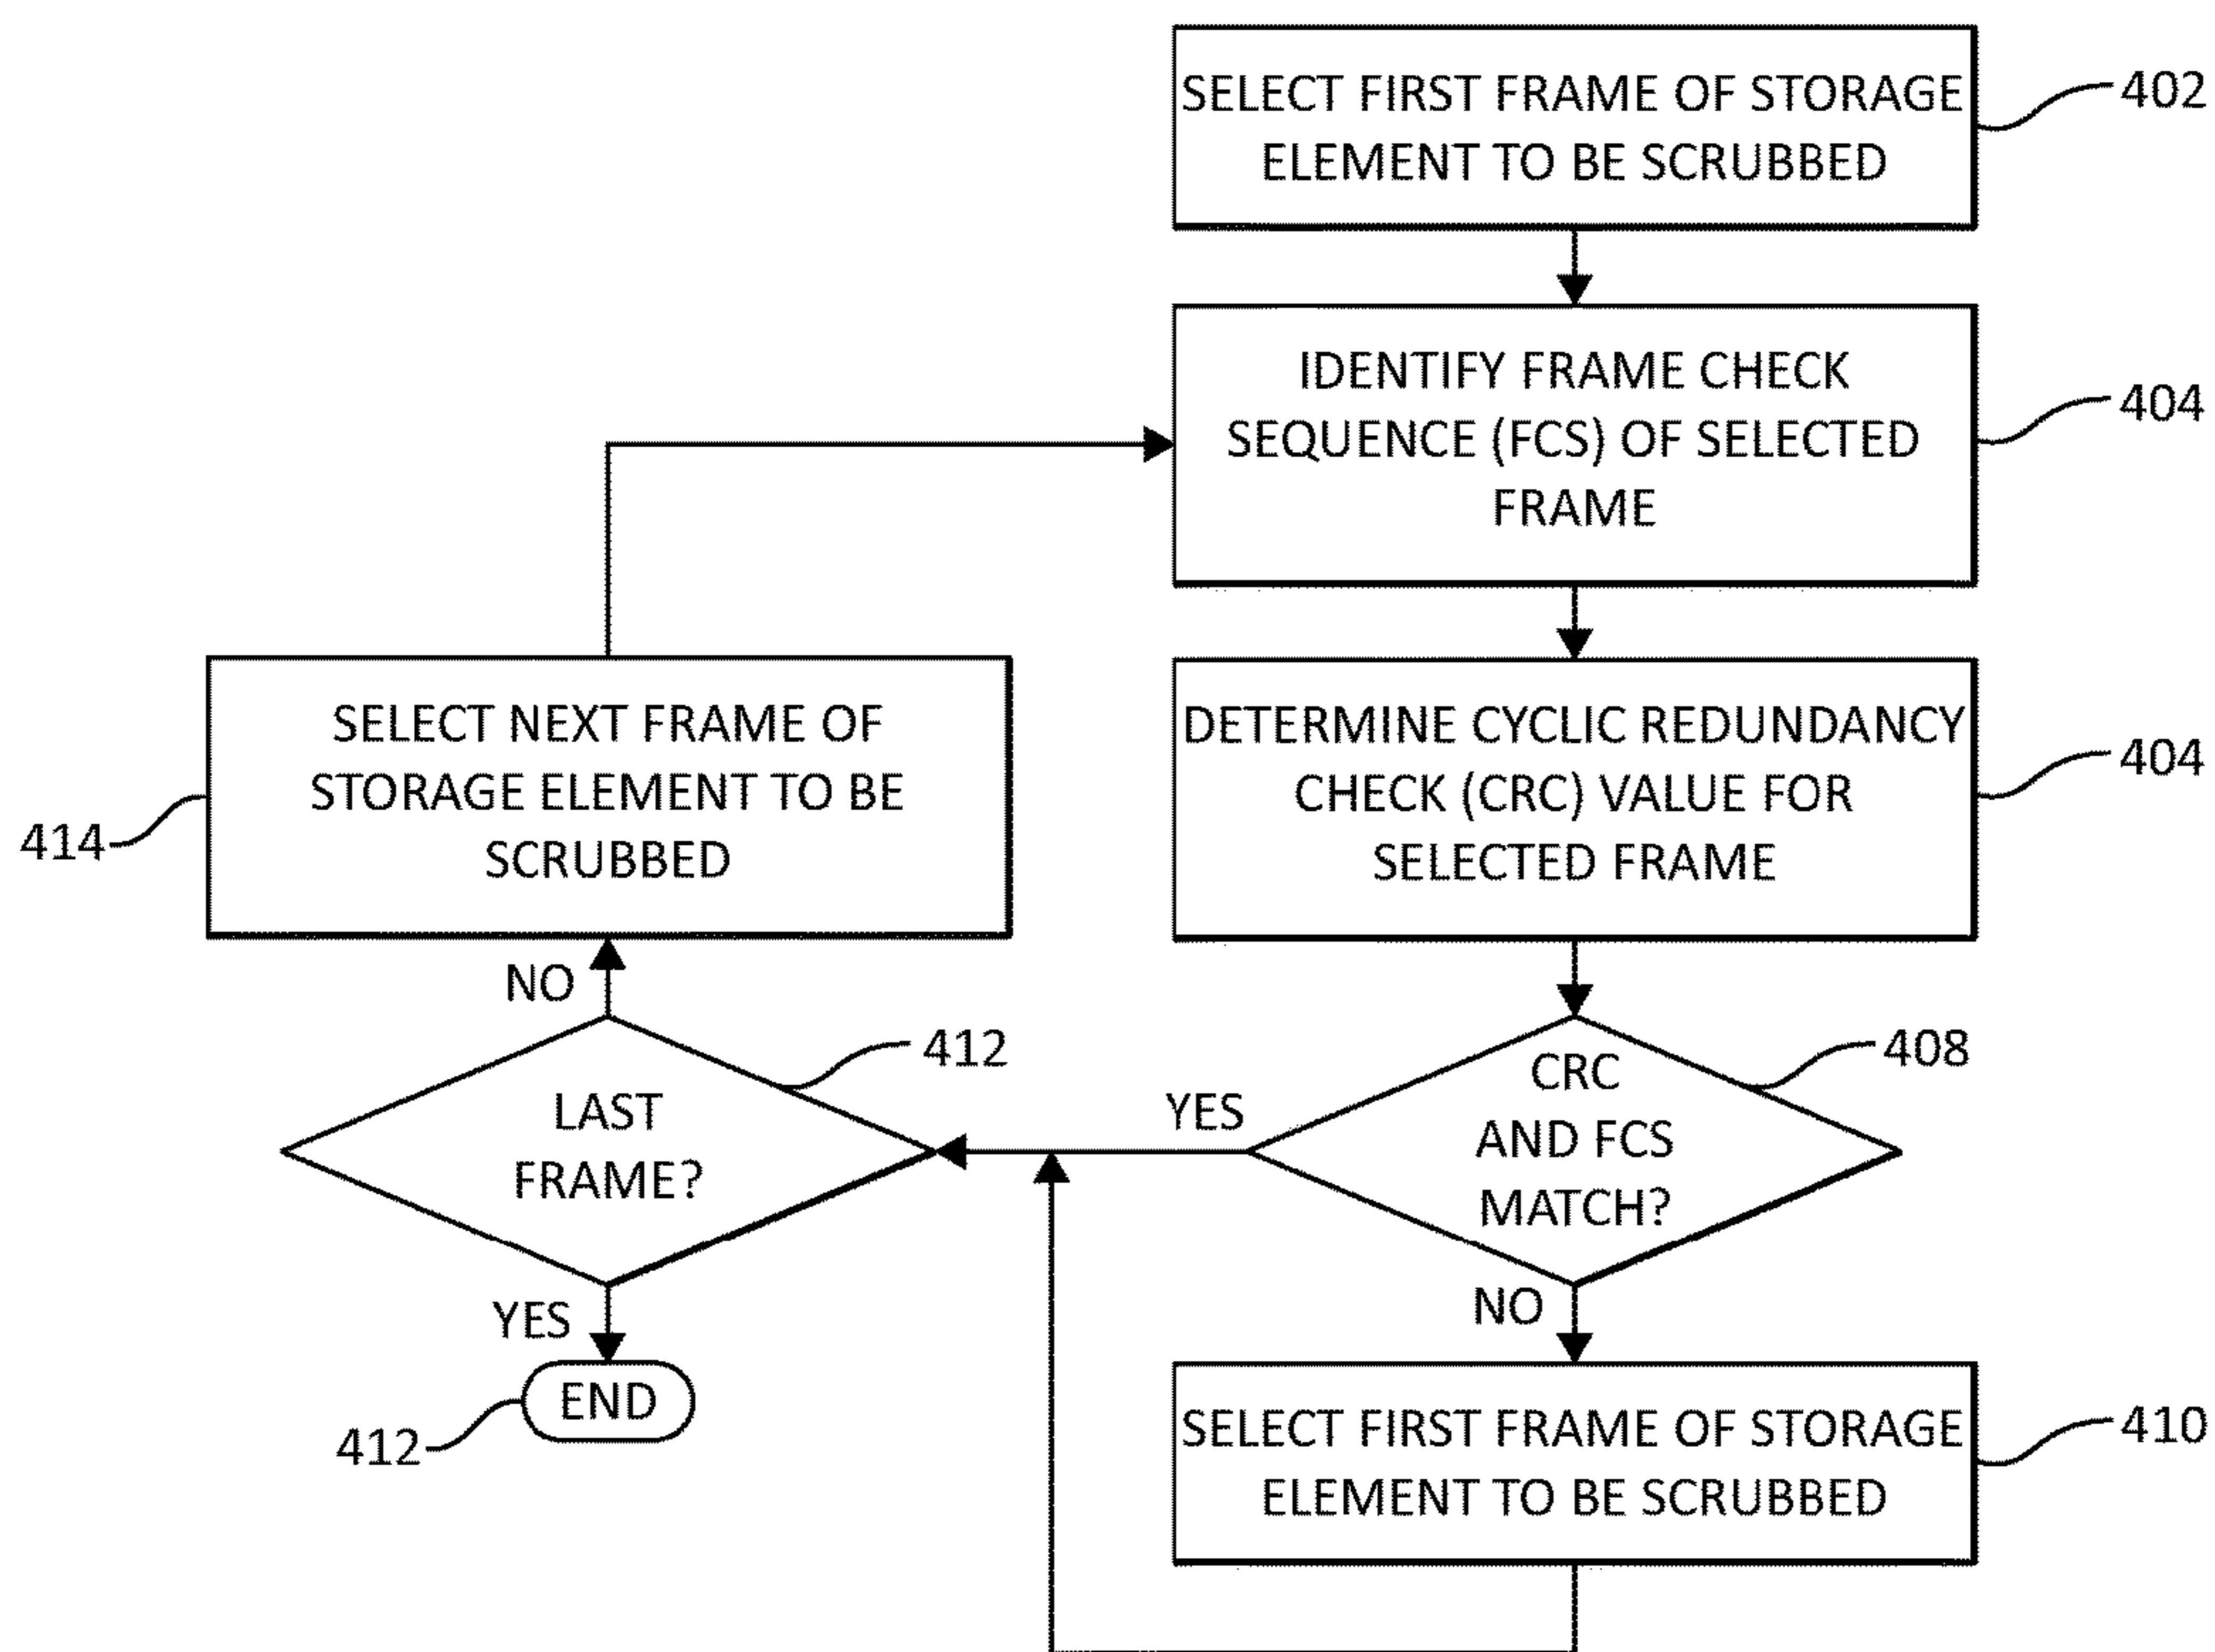 SELECT FIRST FRAME OF STORAGE
ELEMENT TO BE SCRUBBED
402
IDENTIFY FRAME CHECK
SEQUENCE (FCS) OF SELECTED
FRAME
404
DETERMINE CYCLIC REDUNDANCY
CHECK (CRC) VALUE FOR
SELECTED FRAME
404
SELECT NEXT FRAME OF
STORAGE ELEMENT TO BE
SCRUBBED
414
NO
LAST
FRAME?
412
YES
CRC
AND FCS
MATCH?
408
YES
END
412
NO
SELECT FIRST FRAME OF STORAGE
ELEMENT TO BE SCRUBBED
410